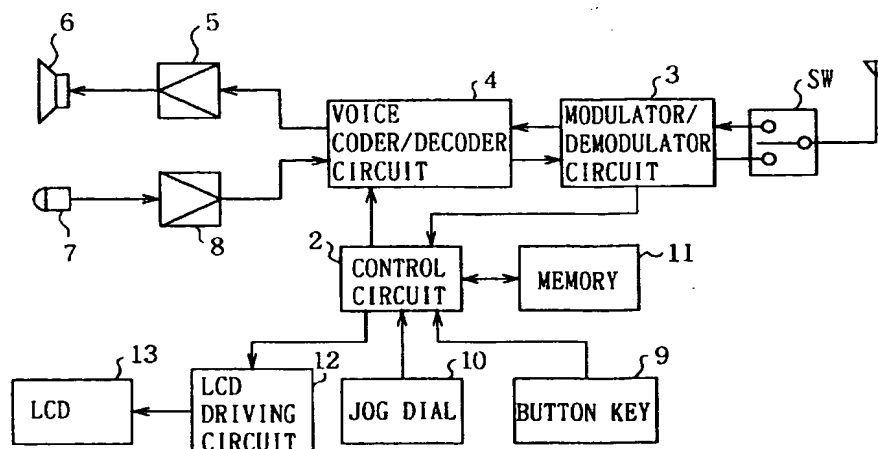 6
5
4
3
SW
VOICE
CODER/DECODER
CIRCUIT
MODULATOR/
DEMODULATOR
CIRCUIT
7
8
2
CONTROL
CIRCUIT
11
MEMORY
13
LCD
12
LCD
DRIVING
CIRCUIT
10
JOG DIAL
9
BUTTON KEY